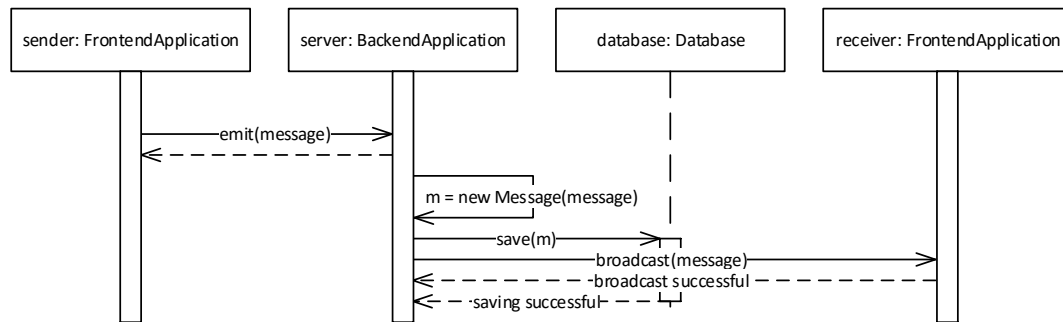 sender: FrontendApplication
server: BackendApplication
database: Database
receiver: FrontendApplication
emit(message)
m = new Message(message)
save(m)
broadcast(message)
broadcast successful
saving successful